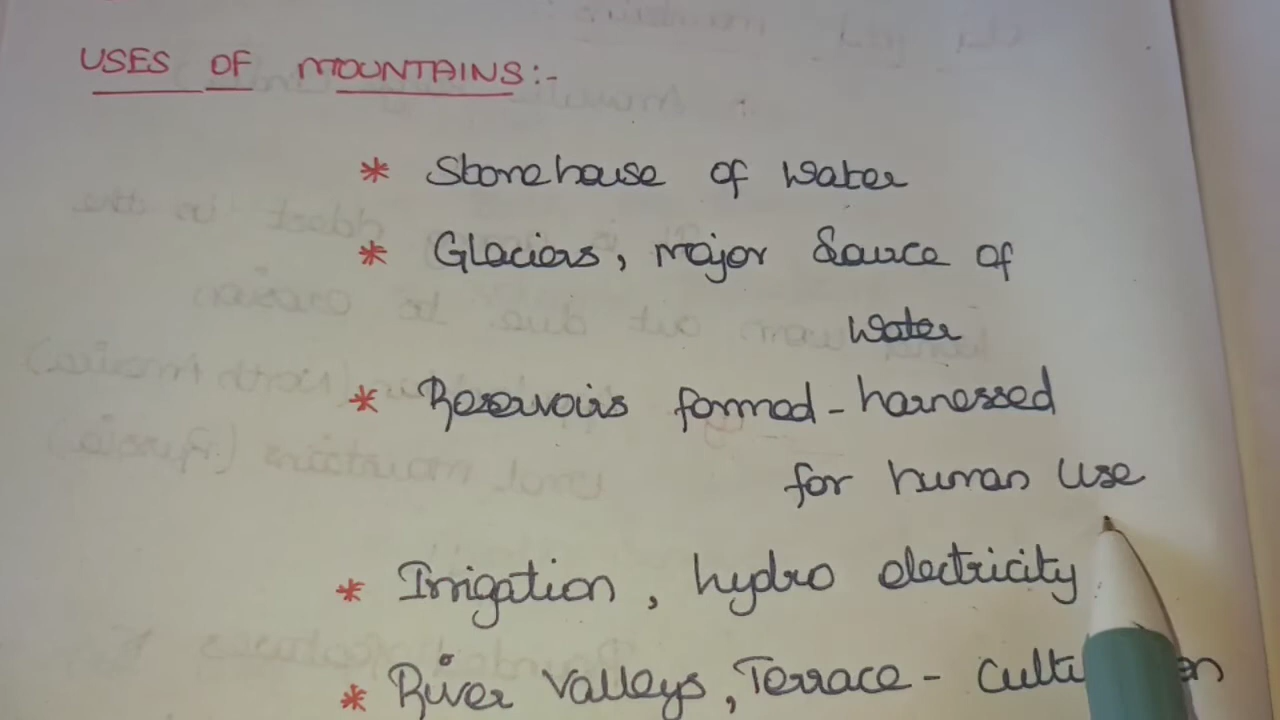 USES OF MOUNTAINS:-
* Storehouse of water
* Glaciers, major source of
water
* Reservoirs formed - harnessed
for human use
* Irrigation, hydro electricity
* River valleys, Terrace -